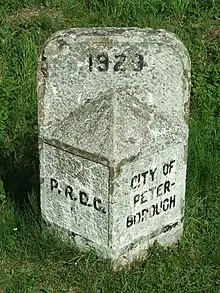 1929
P.R.D.C.
CITY OF
PETER-
BOROUGH